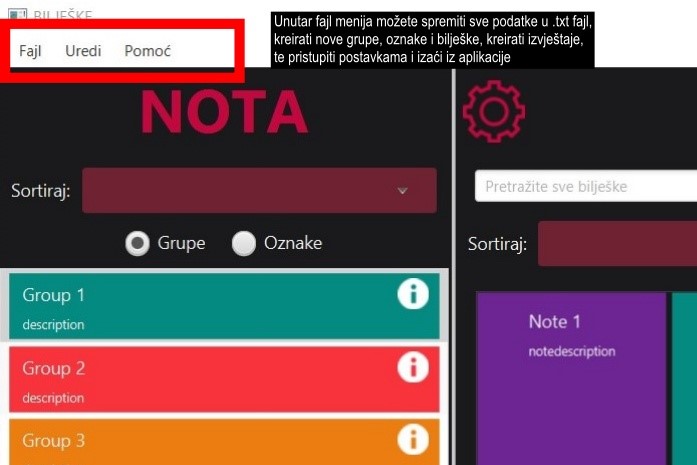 BILJEŠKE
Fajl Uredi Pomoć
Unutar fajl menija možete spremiti sve podatke u .txt fajl,
kreirati nove grupe, oznake i bilješke, kreirati izvještaje,
te pristupiti postavkama i izaći iz aplikacije
NOTA
Sortiraj:
Grupe Oznake
Group 1
description
Group 2
description
Group 3
Pretražite sve bilješke
Sortiraj:
Note 1
notedescription